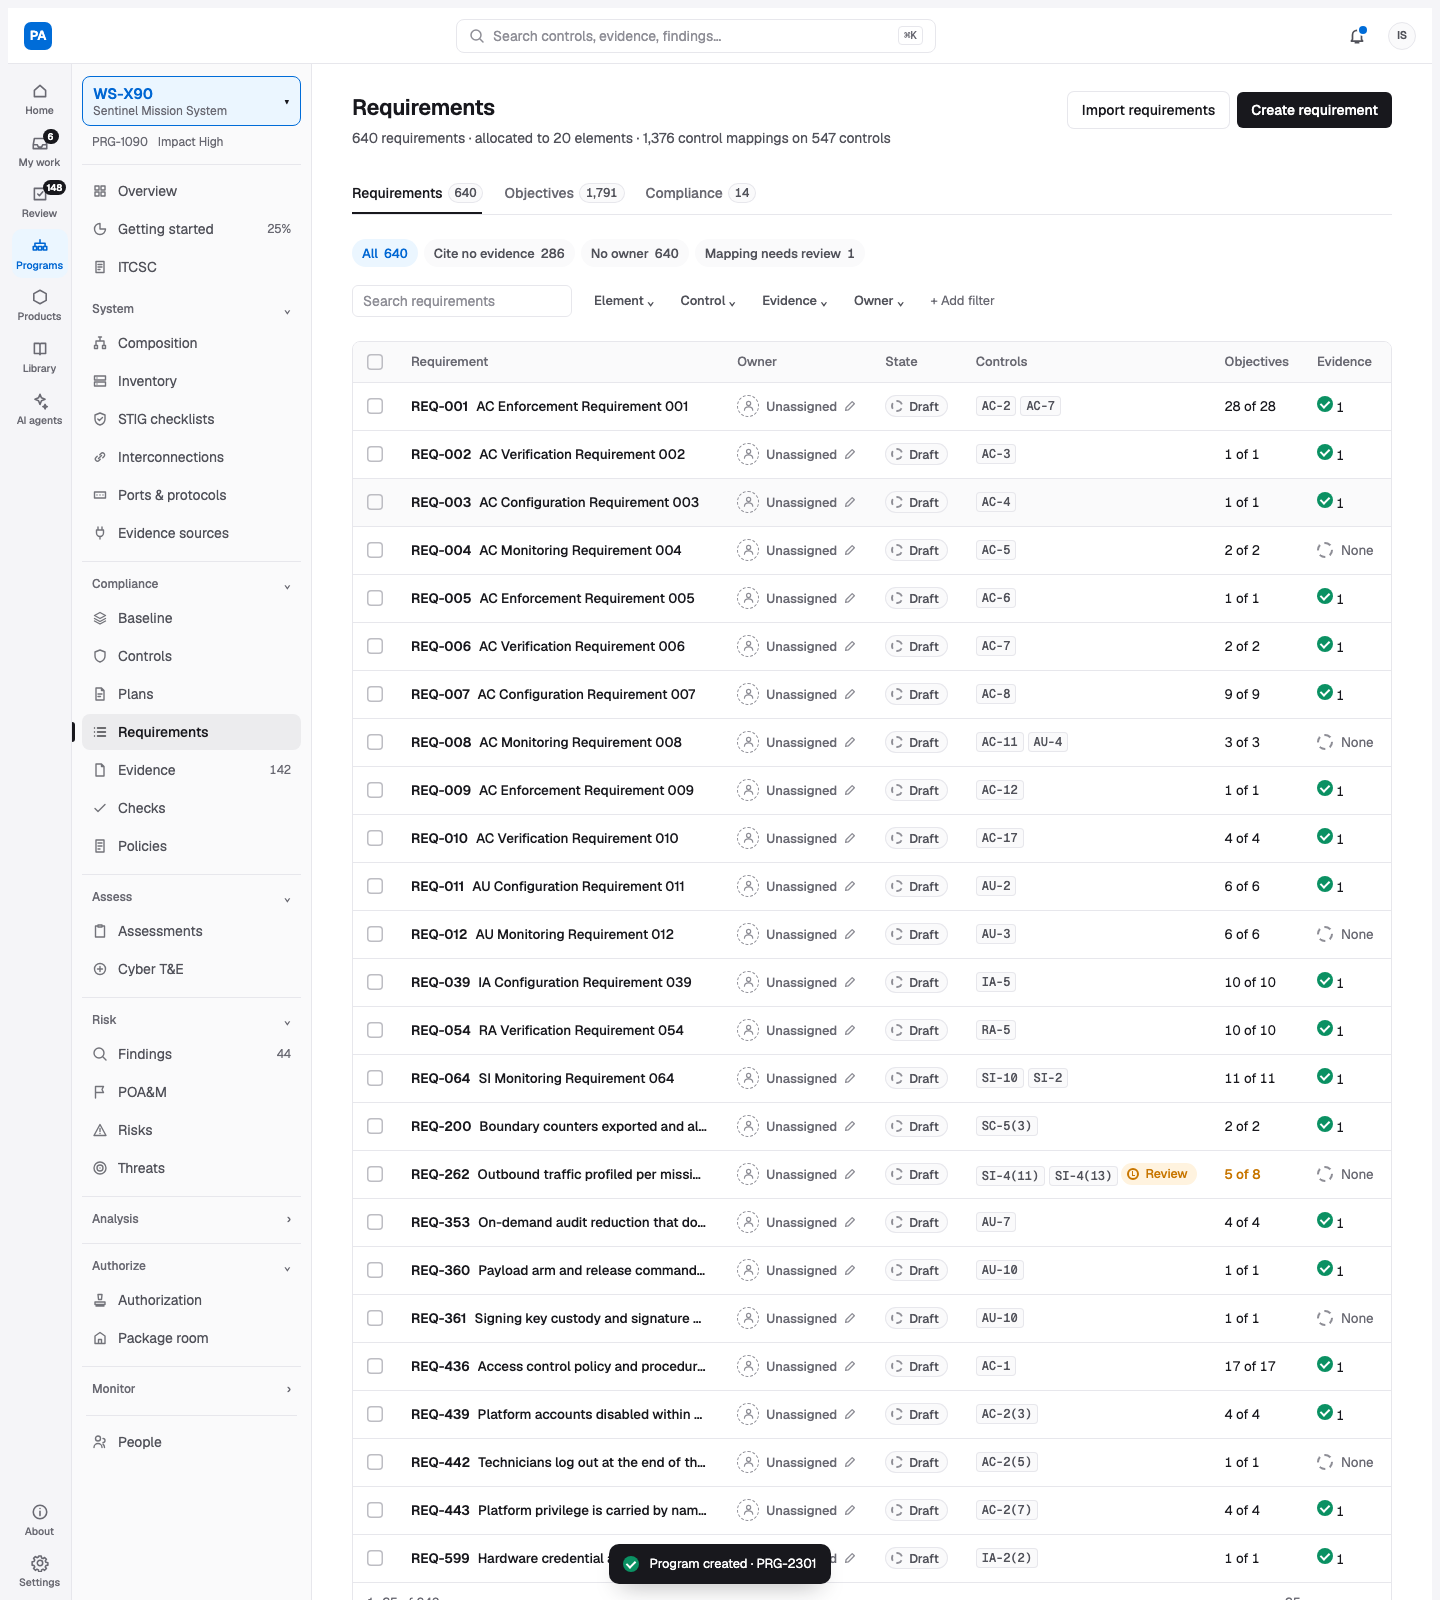 PA
Search controls, evidence, findings...
⌘K
IS
Home
6
My work
148
Review
Programs
Products
Library
AI agents
About
Settings
WS-X90
Sentinel Mission System
PRG-1090 Impact High
Overview
Getting started 25%
ITCSC
System
Composition
Inventory
STIG checklists
Interconnections
Ports & protocols
Evidence sources
Compliance
Baseline
Controls
Plans
Requirements
Evidence 142
Checks
Policies
Assess
Assessments
Cyber T&E
Risk
Findings 44
POA&M
Risks
Threats
Analysis
Authorize
Authorization
Package room
Monitor
People
Requirements
640 requirements · allocated to 20 elements · 1,376 control mappings on 547 controls
Import requirements
Create requirement
Requirements 640 Objectives 1,791 Compliance 14
All 640 Cite no evidence 286 No owner 640 Mapping needs review 1
Search requirements Element Control Evidence Owner + Add filter
Requirement Owner State Controls Objectives Evidence
REQ-001 AC Enforcement Requirement 001 Unassigned Draft AC-2 AC-7 28 of 28 1
REQ-002 AC Verification Requirement 002 Unassigned Draft AC-3 1 of 1 1
REQ-003 AC Configuration Requirement 003 Unassigned Draft AC-4 1 of 1 1
REQ-004 AC Monitoring Requirement 004 Unassigned Draft AC-5 2 of 2 None
REQ-005 AC Enforcement Requirement 005 Unassigned Draft AC-6 1 of 1 1
REQ-006 AC Verification Requirement 006 Unassigned Draft AC-7 2 of 2 1
REQ-007 AC Configuration Requirement 007 Unassigned Draft AC-8 9 of 9 1
REQ-008 AC Monitoring Requirement 008 Unassigned Draft AC-11 AU-4 3 of 3 None
REQ-009 AC Enforcement Requirement 009 Unassigned Draft AC-12 1 of 1 1
REQ-010 AC Verification Requirement 010 Unassigned Draft AC-17 4 of 4 1
REQ-011 AU Configuration Requirement 011 Unassigned Draft AU-2 6 of 6 1
REQ-012 AU Monitoring Requirement 012 Unassigned Draft AU-3 6 of 6 None
REQ-039 IA Configuration Requirement 039 Unassigned Draft IA-5 10 of 10 1
REQ-054 RA Verification Requirement 054 Unassigned Draft RA-5 10 of 10 1
REQ-064 SI Monitoring Requirement 064 Unassigned Draft SI-10 SI-2 11 of 11 1
REQ-200 Boundary counters exported and al... Unassigned Draft SC-5(3) 2 of 2 1
REQ-262 Outbound traffic profiled per missi... Unassigned Draft SI-4(11) SI-4(13) Review 5 of 8 None
REQ-353 On-demand audit reduction that do... Unassigned Draft AU-7 4 of 4 1
REQ-360 Payload arm and release command... Unassigned Draft AU-10 1 of 1 1
REQ-361 Signing key custody and signature ... Unassigned Draft AU-10 1 of 1 None
REQ-436 Access control policy and procedur... Unassigned Draft AC-1 17 of 17 1
REQ-439 Platform accounts disabled within ... Unassigned Draft AC-2(3) 4 of 4 1
REQ-442 Technicians log out at the end of th... Unassigned Draft AC-2(5) 1 of 1 None
REQ-443 Platform privilege is carried by nam... Unassigned Draft AC-2(7) 4 of 4 1
REQ-599 Hardware credential Draft IA-2(2) 1 of 1 1
Program created · PRG-2301